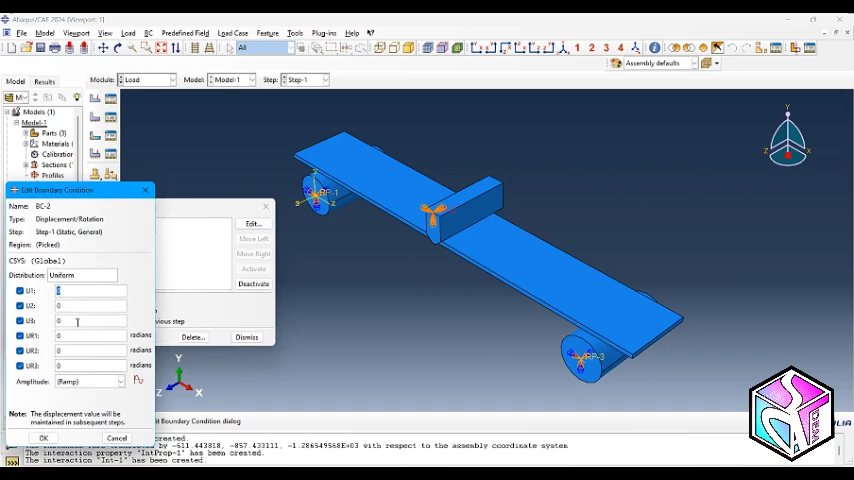 Abaqus/CAE [Viewport: 1]
File Model Viewport View Load BC Predefined Field Load Case Feature Tools Plug-ins Help
All
1 2 3 4
Assembly defaults
Model Results Module: Load Model: Model-1 Step: Step-1
Models (1)
Model-1
Parts (3)
Materials (
Calibration
Sections (
Profiles
Edit Boundary Condition
Name: BC-2
Type: Displacement/Rotation
Step: Step-1 (Static, General)
Region: (Picked)
CSYS: (Global)
Distribution: Uniform
U1: 0
U2: 0
U3: 0
UR1: 0 radians
UR2: 0 radians
UR3: 0 radians
Amplitude: (Ramp)
Note: The displacement value will be
maintained in subsequent steps.
OK Cancel
Edit...
Move Left
Move Right
Activate
Deactivate
vious step
Delete... Dismiss
RP-1
RP-3
Y
Z X
Y
Z X
dit Boundary Condition dialog
created.
by -611.443318, -857.433111, -1.286549568E+03 with respect to the assembly coordinate system
The interaction property "IntProp-1" has been created.
The interaction "Int-1" has been created.